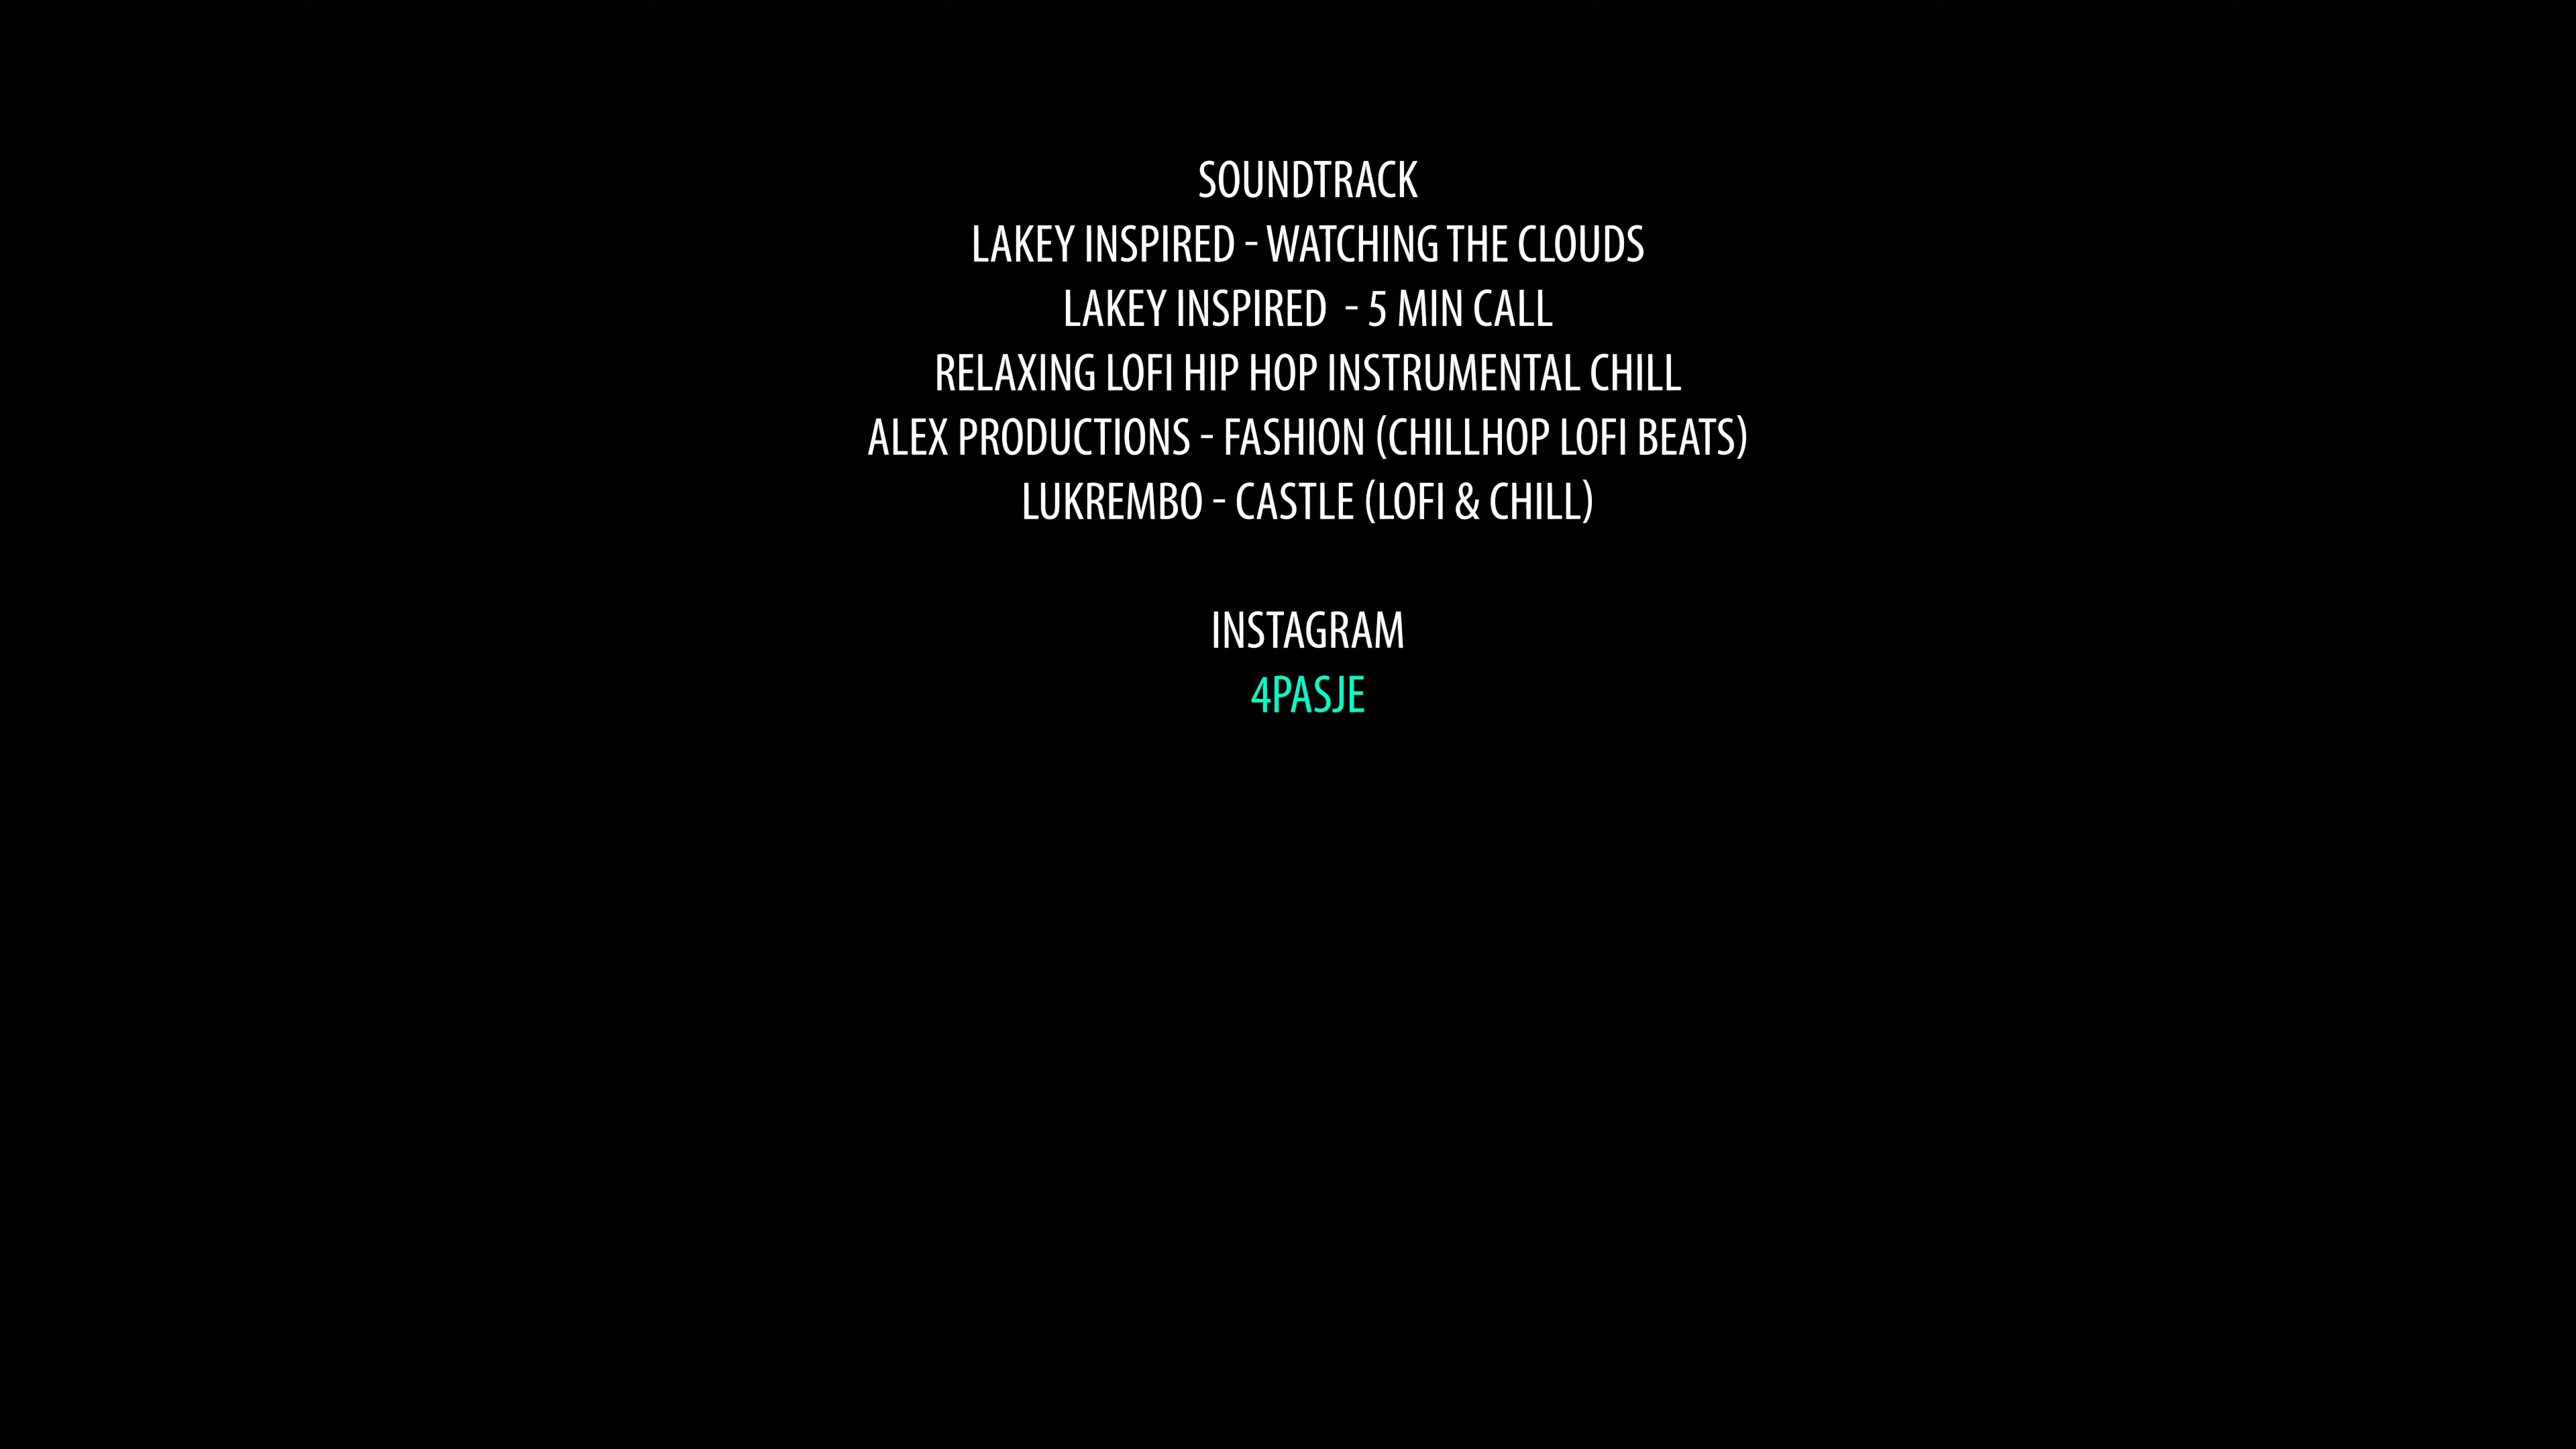 SOUNDTRACK
LAKEY INSPIRED - WATCHING THE CLOUDS
LAKEY INSPIRED  - 5 MIN CALL
RELAXING LOFI HIP HOP INSTRUMENTAL CHILL
ALEX PRODUCTIONS - FASHION (CHILLHOP LOFI BEATS)
LUKREMBO - CASTLE (LOFI & CHILL)
INSTAGRAM
4PASJE